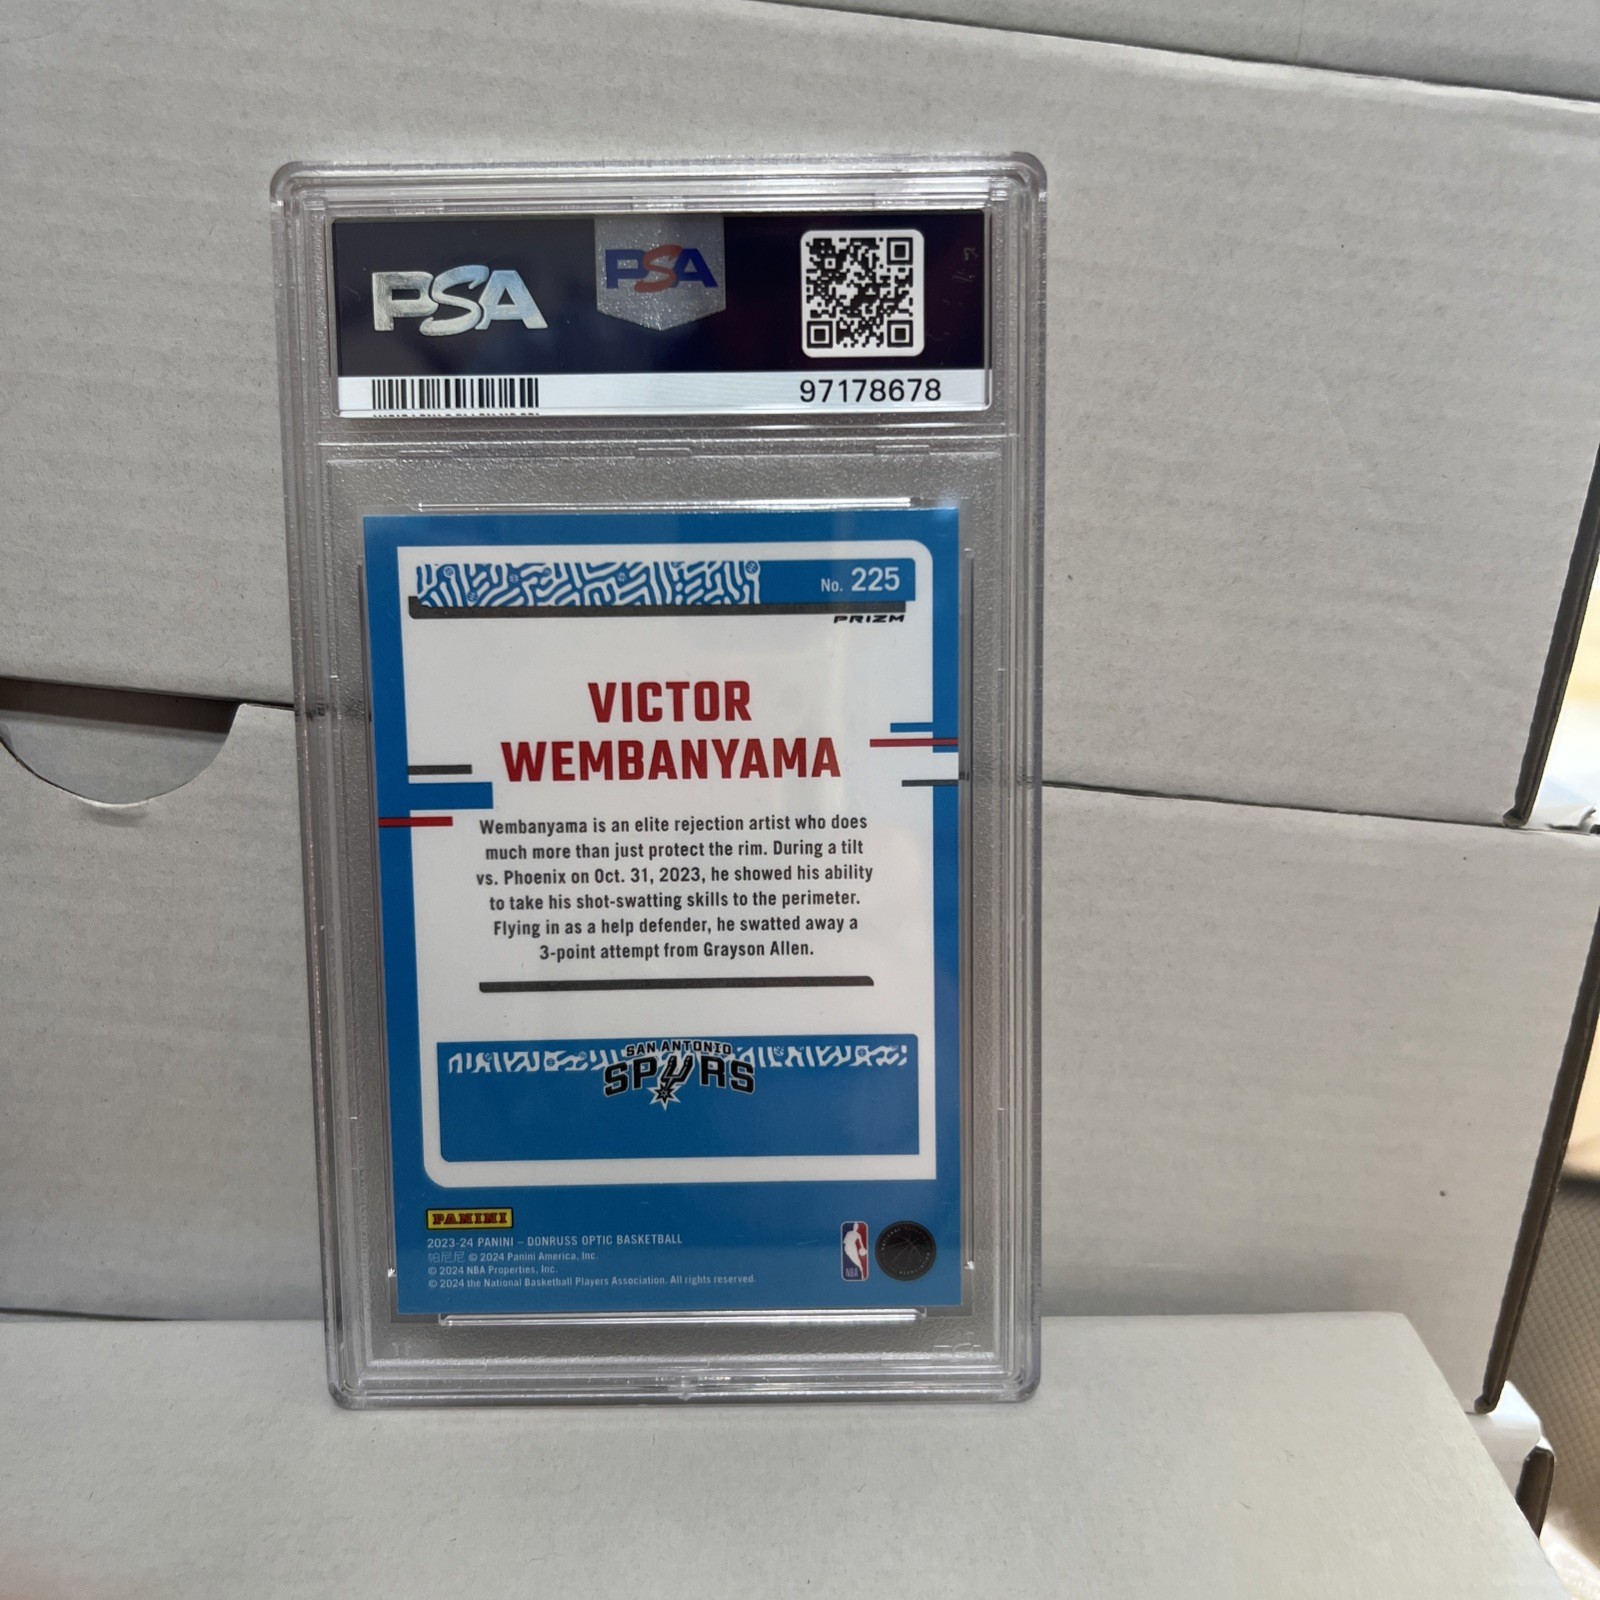 PSA
PSA
97178678
No. 225
PRIZM
VICTOR
WEMBANYAMA
Wembanyama is an elite rejection artist who does
much more than just protect the rim. During a tilt
vs. Phoenix on Oct. 31, 2023, he showed his ability
to take his shot-swatting skills to the perimeter.
Flying in as a help defender, he swatted away a
3-point attempt from Grayson Allen.
SAN ANTONIO
SPURS
PANINI
2023-24 PANINI – DONRUSS OPTIC BASKETBALL
帕尼尼 © 2024 Panini America, Inc.
© 2024 NBA Properties, Inc.
© 2024 the National Basketball Players Association. All rights reserved.
NBA